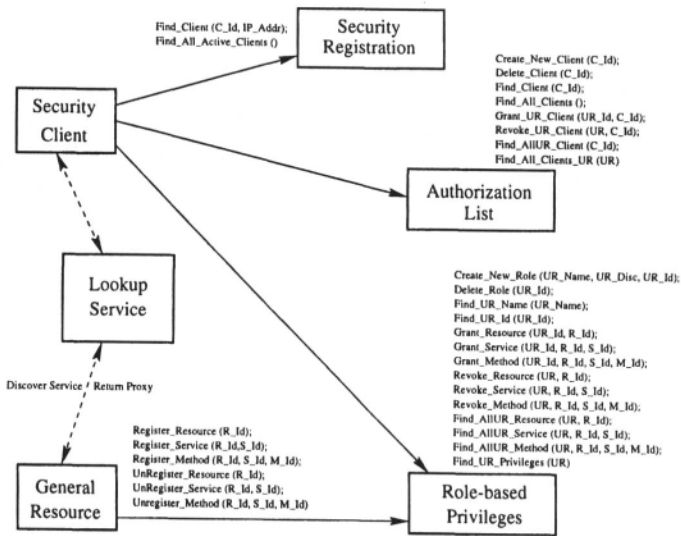 Find_Client (C_Id, IP_Addr);
Find_All_Active_Clients ()
Security
Registration
Create_New_Client (C_Id);
Delete_Client (C_Id);
Find_Client (C_Id);
Find_All_Clients ();
Grant_UR_Client (UR_Id, C_Id);
Revoke_UR_Client (UR, C_Id);
Find_AllUR_Client (C_Id);
Find_All_Clients_UR (UR)
Security
Client
Authorization
List
Lookup
Service
Create_New_Role (UR_Name, UR_Disc, UR_Id);
Delete_Role (UR_Id);
Find_UR_Name (UR_Name);
Find_UR_Id (UR_Id);
Grant_Resource (UR_Id, R_Id);
Grant_Service (UR_Id, R_Id, S_Id);
Grant_Method (UR_Id, R_Id, S_Id, M_Id);
Revoke_Resource (UR, R_Id);
Revoke_Service (UR, R_Id, S_Id);
Revoke_Method (UR, R_Id, S_Id, M_Id);
Find_AllUR_Resource (UR, R_Id);
Find_AllUR_Service (UR, R_Id, S_Id);
Find_AllUR_Method (UR, R_Id, S_Id, M_Id);
Find_UR_Privileges (UR)
Discover Service
Return Proxy
Register_Resource (R_Id);
Register_Service (R_Id,S_Id);
Register_Method (R_Id, S_Id, M_Id);
UnRegister_Resource (R_Id);
UnRegister_Service (R_Id, S_Id);
Unregister_Method (R_Id, S_Id, M_Id)
General
Resource
Role-based
Privileges